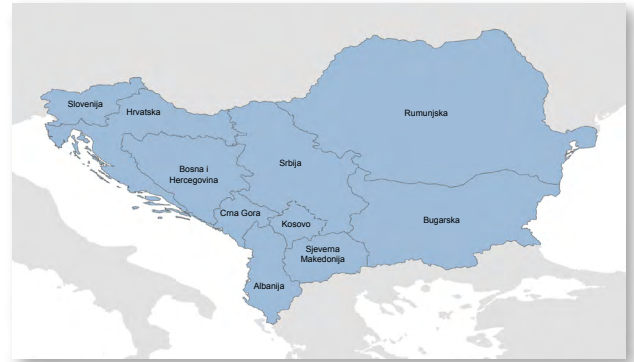 Slovenija
Hrvatska
Rumunjska
Bosna i
Hercegovina
Srbija
Crna Gora
Kosovo
Bugarska
Sjeverna
Makedonija
Albanija